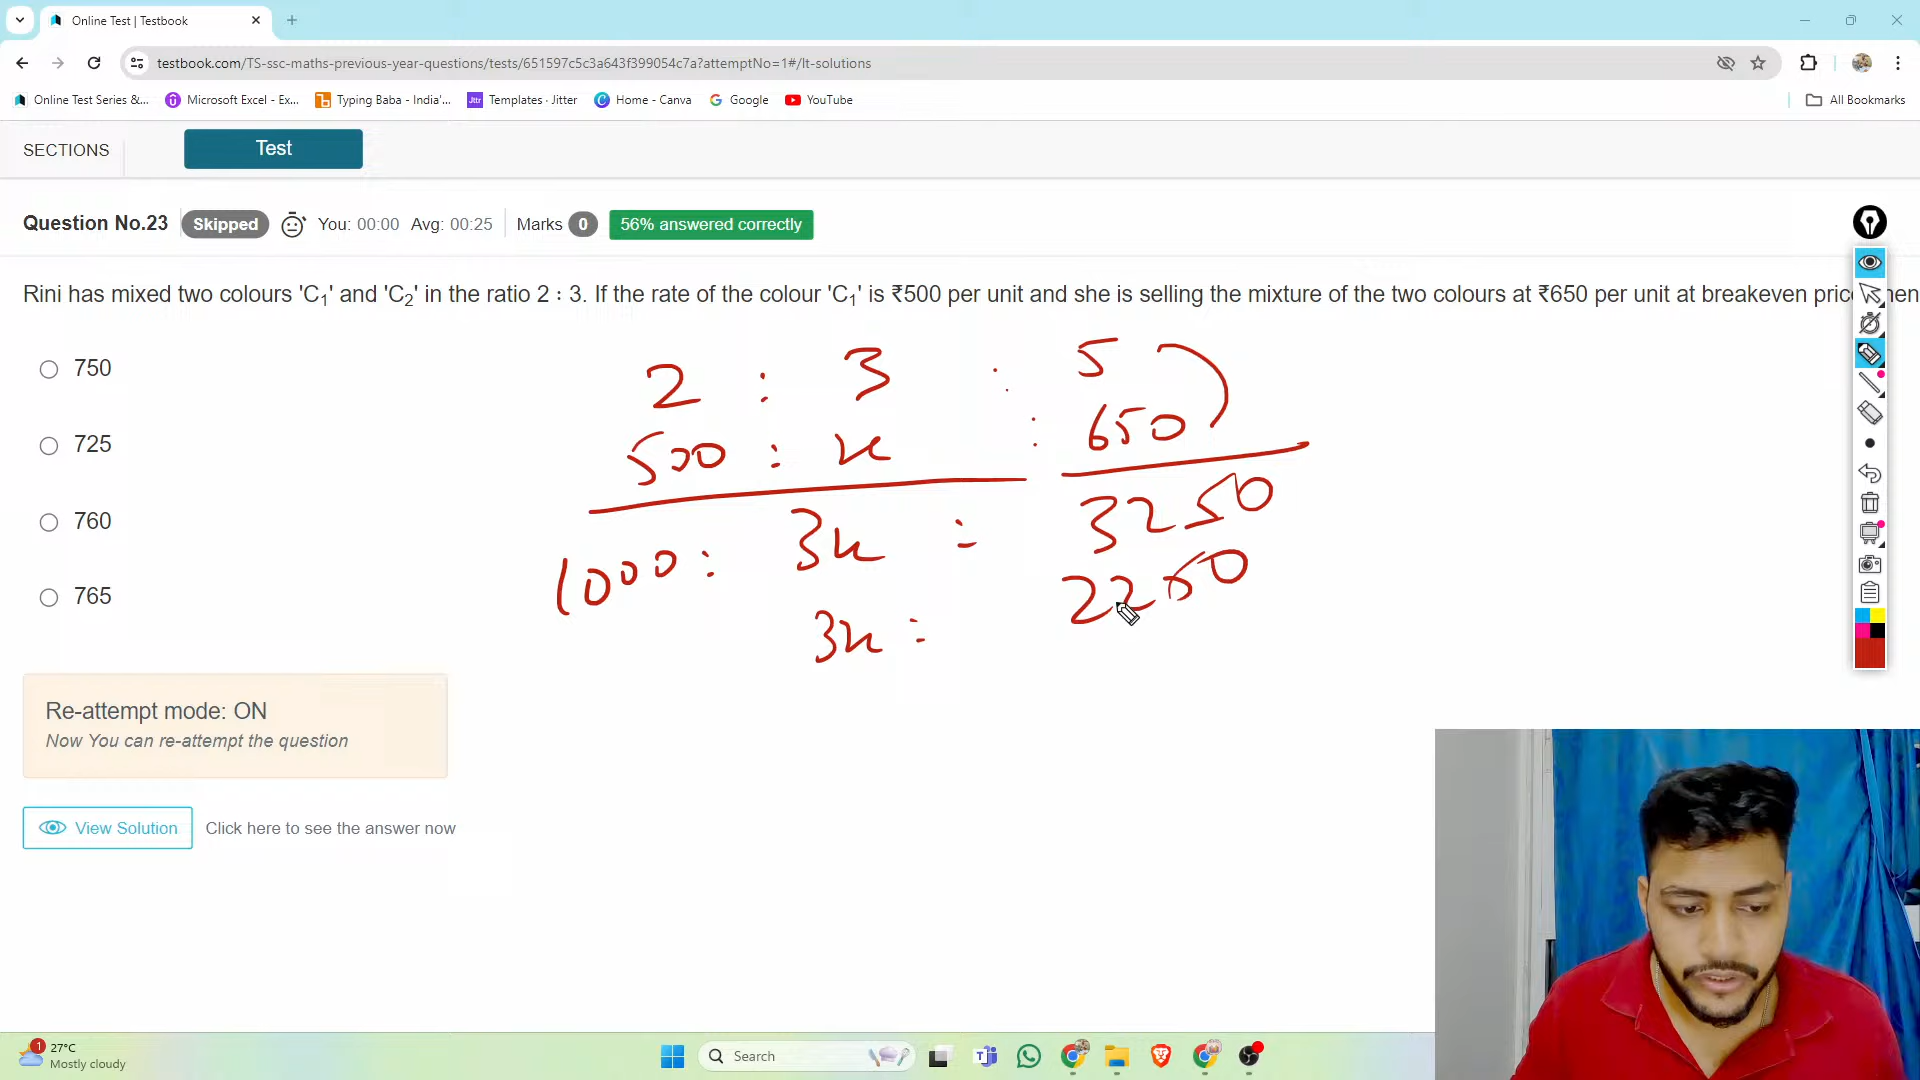 Online Test | Testbook
testbook.com/TS-ssc-maths-previous-year-questions/tests/651597c5c3a643f399054c7a?attemptNo=1#/lt-solutions
Online Test Series &... Microsoft Excel - Ex... Typing Baba - India'... Jttr Templates · Jitter Home - Canva Google YouTube All Bookmarks
SECTIONS Test
Question No.23 Skipped You: 00:00 Avg: 00:25 Marks 0 56% answered correctly
Rini has mixed two colours 'C₁' and 'C₂' in the ratio 2 : 3. If the rate of the colour 'C₁' is ₹500 per unit and she is selling the mixture of the two colours at ₹650 per unit at breakeven pric
750
725
760
765
2 : 3 : 5
500 : x : 650
1000 : 3x = 3250
3x = 2250
Re-attempt mode: ON
Now You can re-attempt the question
View Solution Click here to see the answer now
1
27°C
Mostly cloudy
Search